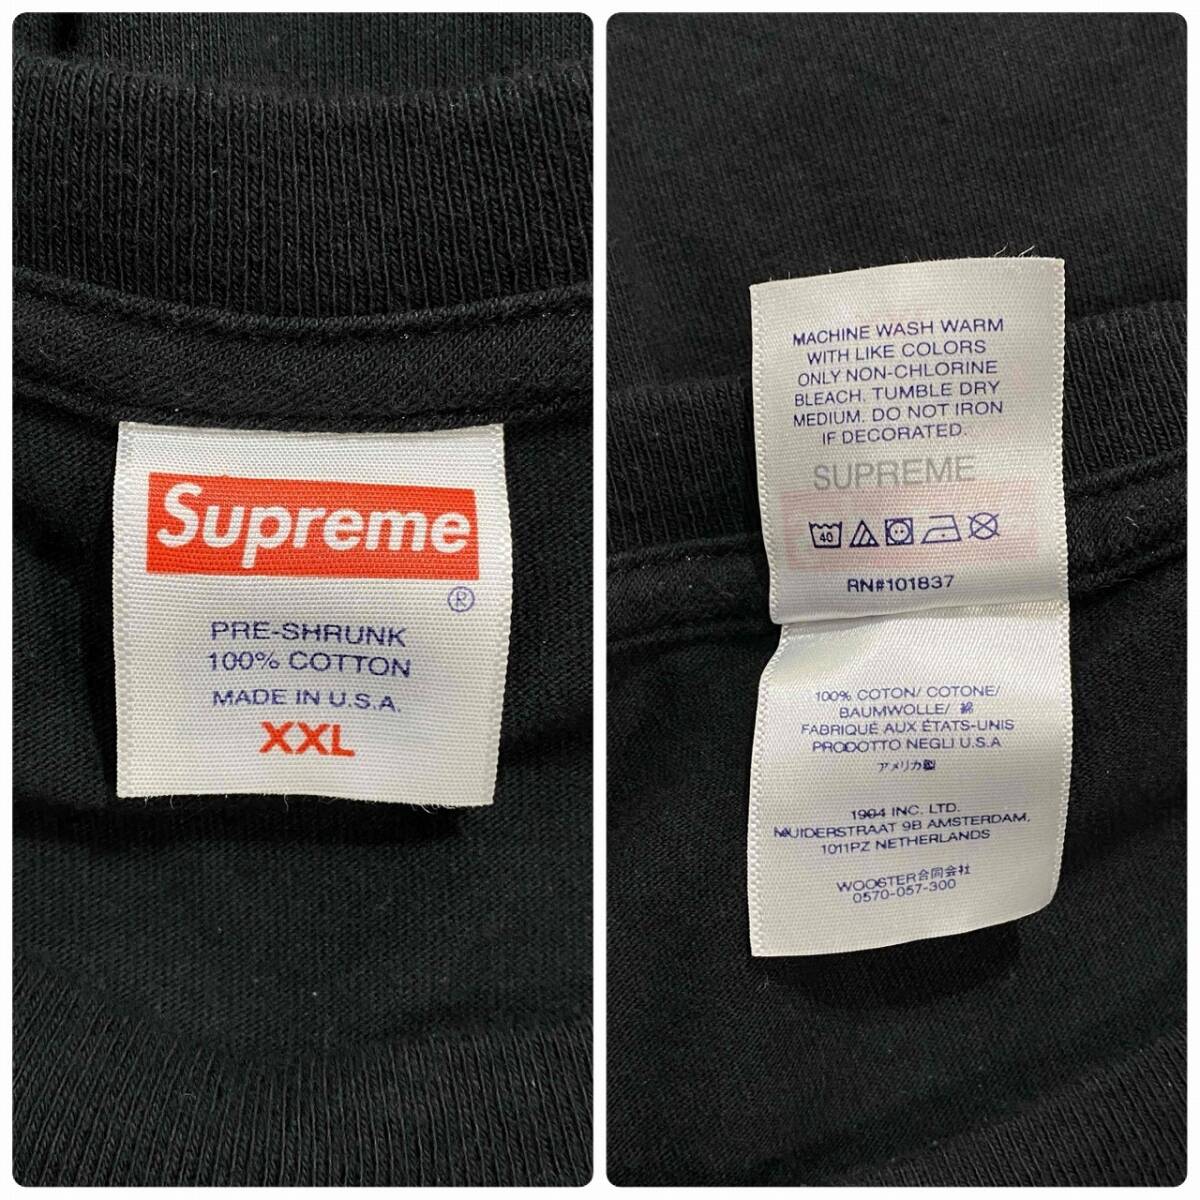 Supreme
®
PRE-SHRUNK
100% COTTON
MADE IN U.S.A.
XXL
MACHINE WASH WARM
WITH LIKE COLORS
ONLY NON-CHLORINE
BLEACH. TUMBLE DRY
MEDIUM. DO NOT IRON
IF DECORATED.
SUPREME
40
RN#101837
100% COTON/ COTONE/
BAUMWOLLE/ 綿
FABRIQUÉ AUX ÉTATS-UNIS
PRODOTTO NEGLI U.S.A
アメリカ製
1994 INC. LTD.
MUIDERSTRAAT 9B AMSTERDAM,
1011PZ NETHERLANDS
WOOSTER合同会社
0570-057-300